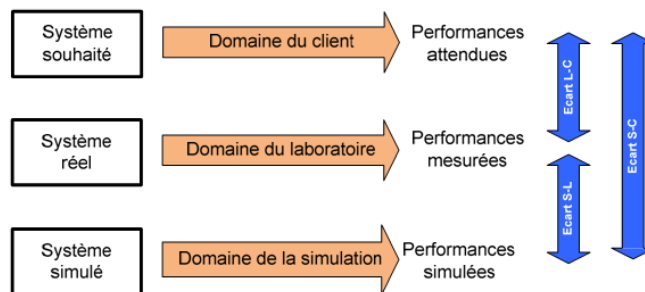 Système
souhaité
Domaine du client
Performances
attendues
Ecart L-C
Ecart S-C
Système
réel
Domaine du laboratoire
Performances
mesurées
Ecart S-L
Système
simulé
Domaine de la simulation
Performances
simulées